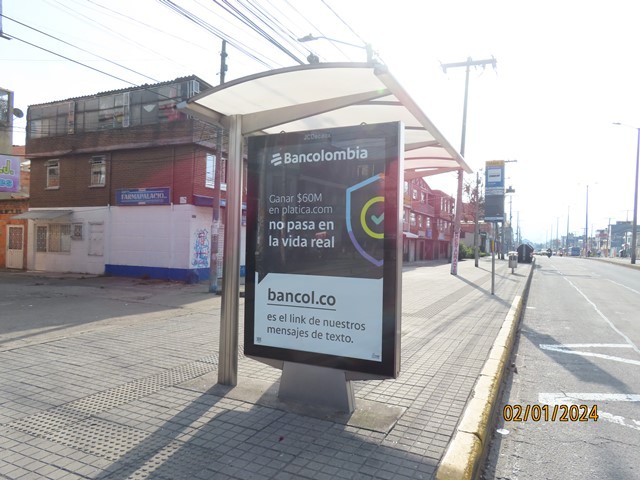 Bancolombia
Ganar $60M
en platica.com
no pasa en
la vida real
bancol.co
es el link de nuestros
mensajes de texto.
FARMAPALACIO
02/01/2024